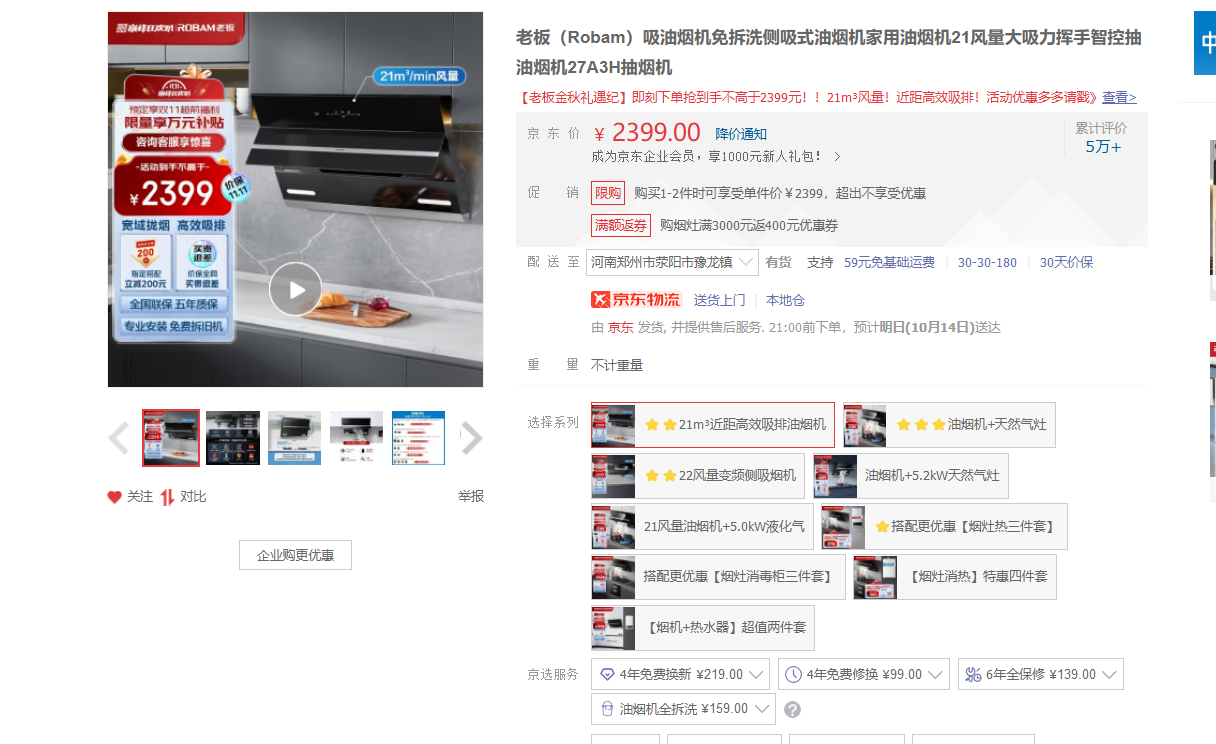 巅峰狂欢趴 ROBAM老板
21m³/min风量
11.11
巅峰狂欢趴
预定享双11超前福利
限量享万元补贴
咨询客服享惊喜
-活动到手不高于-
¥2399
价保
11.11
宽域拢烟 高效吸排
200
指定搭配
立减200元
买贵
退差
价保全网
买贵退差
全国联保 五年质保
专业安装 免费拆旧机
关注 对比 举报
企业购更优惠
老板（Robam）吸油烟机免拆洗侧吸式油烟机家用油烟机21风量大吸力挥手智控抽
油烟机27A3H抽烟机
【老板金秋礼遇纪】即刻下单抢到手不高于2399元！！21m³风量！近距高效吸排！活动优惠多多请戳》查看>
京东价 ¥ 2399.00 降价通知
累计评价
5万+
成为京东企业会员，享1000元新人礼包！ >
促销 限购 购买1-2件时可享受单件价￥2399，超出不享受优惠
满额返券 购烟灶满3000元返400元优惠券
配送至 河南郑州市荥阳市豫龙镇 有货 支持 59元免基础运费 30-30-180 30天价保
京东物流 送货上门 本地仓
由 京东 发货, 并提供售后服务. 21:00前下单，预计明日(10月14日)送达
重量 不计重量
选择系列 21m³近距高效吸排油烟机 油烟机+天然气灶
22风量变频侧吸烟机 油烟机+5.2kW天然气灶
21风量油烟机+5.0kW液化气 搭配更优惠【烟灶热三件套】
搭配更优惠【烟灶消毒柜三件套】 【烟灶消热】特惠四件套
【烟机+热水器】超值两件套
京选服务 4年免费换新 ¥219.00 4年免费修换 ¥99.00 6年全保修 ¥139.00
油烟机全拆洗 ¥159.00 ?
中